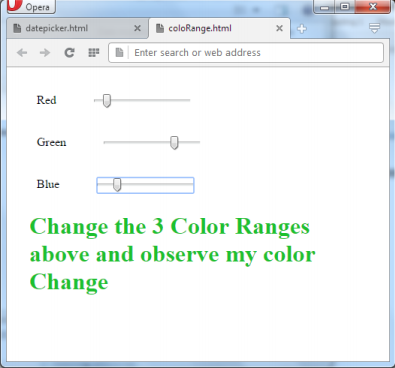 Opera
datepicker.html
coloRange.html
Enter search or web address
Red
Green
Blue
Change the 3 Color Ranges
above and observe my color
Change